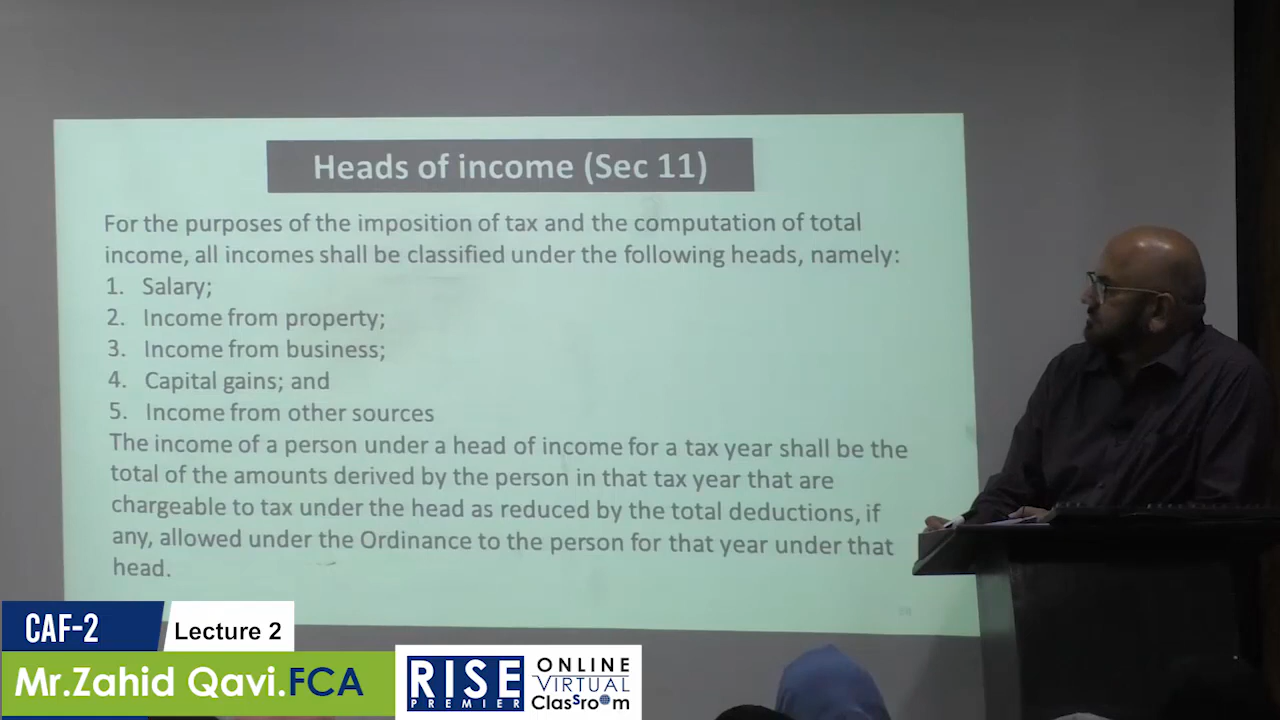 Heads of income (Sec 11)
For the purposes of the imposition of tax and the computation of total
income, all incomes shall be classified under the following heads, namely:
1. Salary;
2. Income from property;
3. Income from business;
4. Capital gains; and
5. Income from other sources
The income of a person under a head of income for a tax year shall be the
total of the amounts derived by the person in that tax year that are
chargeable to tax under the head as reduced by the total deductions, if
any, allowed under the Ordinance to the person for that year under that
head.
CAF-2
Lecture 2
Mr.Zahid Qavi.FCA
RISE
PREMIER
ONLINE
VIRTUAL
ClassRoom